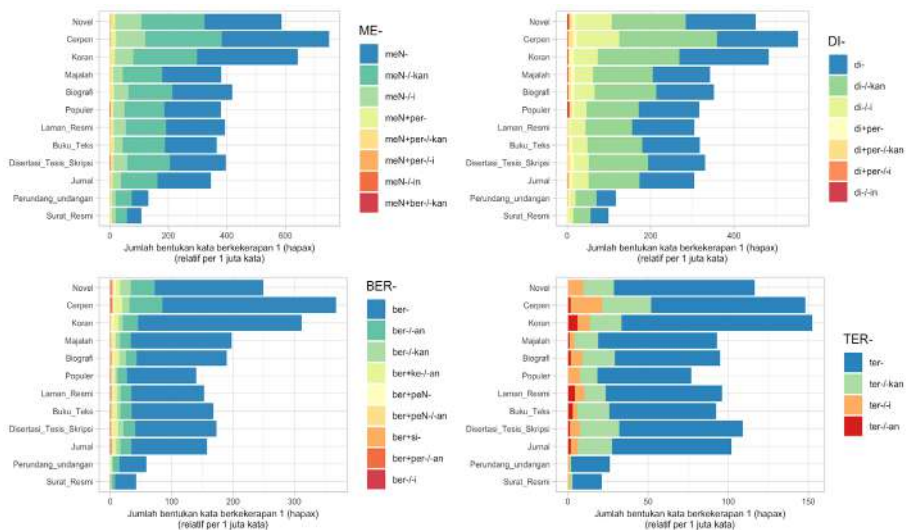 Novel
Cerpen
Koran
Majalah
Biografi
Populer
Laman_Resmi
Buku_Teks
Disertasi_Tesis_Skripsi
Jurnal
Perundang_undangan
Surat_Resmi
0 200 400 600
Jumlah bentukan kata berkekerapan 1 (hapax)
(relatif per 1 juta kata)
ME-
meN-
meN-/-kan
meN-/-i
meN+per-
meN+per-/-kan
meN+per-/-i
meN-/-in
meN+ber-/-kan
Novel
Cerpen
Koran
Majalah
Biografi
Populer
Laman_Resmi
Buku_Teks
Disertasi_Tesis_Skripsi
Jurnal
Perundang_undangan
Surat_Resmi
0 200 400
Jumlah bentukan kata berkekerapan 1 (hapax)
(relatif per 1 juta kata)
DI-
di-
di-/-kan
di-/-i
di+per-
di+per-/-kan
di+per-/-i
di-/-in
Novel
Cerpen
Koran
Majalah
Biografi
Populer
Laman_Resmi
Buku_Teks
Disertasi_Tesis_Skripsi
Jurnal
Perundang_undangan
Surat_Resmi
0 100 200 300
Jumlah bentukan kata berkekerapan 1 (hapax)
(relatif per 1 juta kata)
BER-
ber-
ber-/-an
ber-/-kan
ber+ke-/-an
ber+peN-
ber+peN-/-an
ber+si-
ber+per-/-an
ber-/-i
Novel
Cerpen
Koran
Majalah
Biografi
Populer
Laman_Resmi
Buku_Teks
Disertasi_Tesis_Skripsi
Jurnal
Perundang_undangan
Surat_Resmi
0 50 100 150
Jumlah bentukan kata berkekerapan 1 (hapax)
(relatif per 1 juta kata)
TER-
ter-
ter-/-kan
ter-/-i
ter-/-an